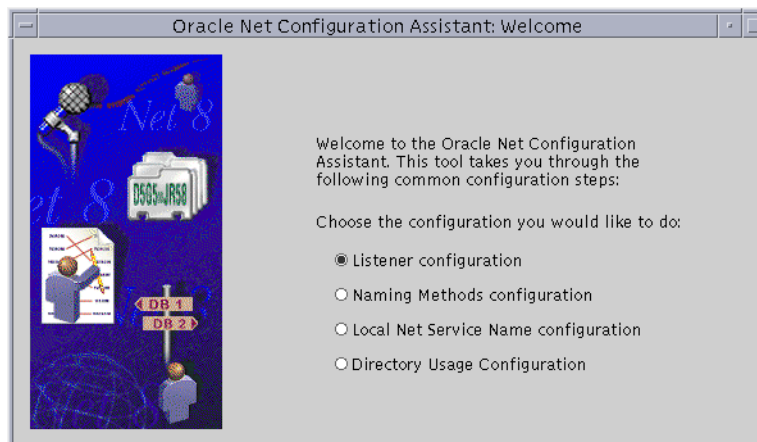 Oracle Net Configuration Assistant: Welcome
Net 8
D505mJR58
Net 8
DB 1
DB 2
Welcome to the Oracle Net Configuration
Assistant. This tool takes you through the
following common configuration steps:
Choose the configuration you would like to do:
Listener configuration
Naming Methods configuration
Local Net Service Name configuration
Directory Usage Configuration